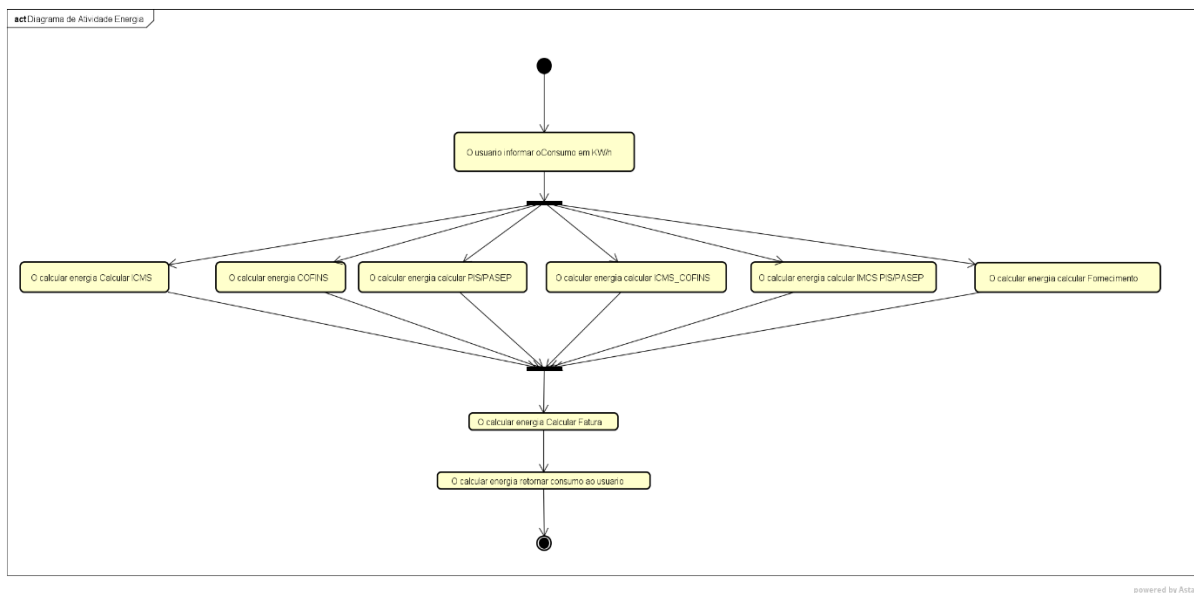 act Diagrama de Atividade Energia
O usuario informar oConsumo em KW/h
O calcular energia Calcular ICMS
O calcular energia COFINS
O calcular energia calcular PIS/PASEP
O calcular energia calcular ICMS_COFINS
O calcular energia calcular IMCS PIS/PASEP
O calcular energia calcular Fornecimento
O calcular energia Calcular Fatura
O calcular energia retornar consumo ao usuario
powered by Asta